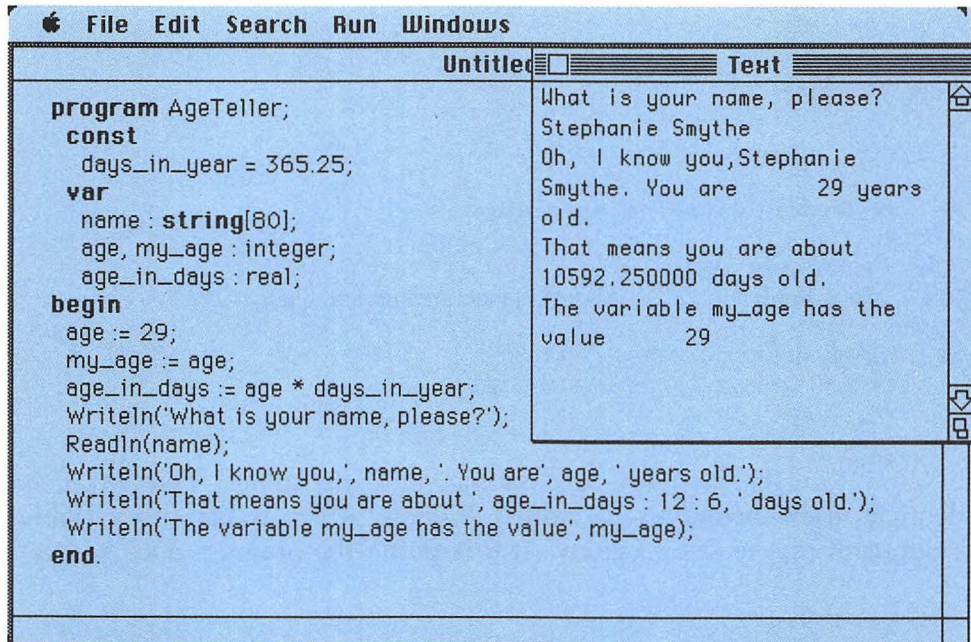 File Edit Search Run Windows
Untitled
program AgeTeller;
const
days_in_year = 365.25;
var
name : string[80];
age, my_age : integer;
age_in_days : real;
begin
age := 29;
my_age := age;
age_in_days := age * days_in_year;
Writeln('What is your name, please?');
Readln(name);
Writeln('Oh, I know you,', name, '. You are', age, ' years old.');
Writeln('That means you are about ', age_in_days : 12 : 6, ' days old.');
Writeln('The variable my_age has the value', my_age);
end.
Text
What is your name, please?
Stephanie Smythe
Oh, I know you,Stephanie
Smythe. You are      29 years
old.
That means you are about
10592.250000 days old.
The variable my_age has the
value      29